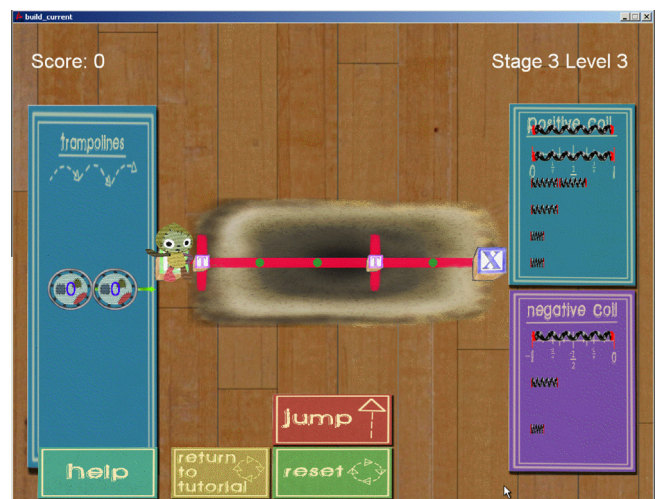 build_current
Score: 0
Stage 3 Level 3
trampolines
0 0
positive coil
0 1
T T X
negative coil
-1 0
jump
help
return
to
tutorial
reset